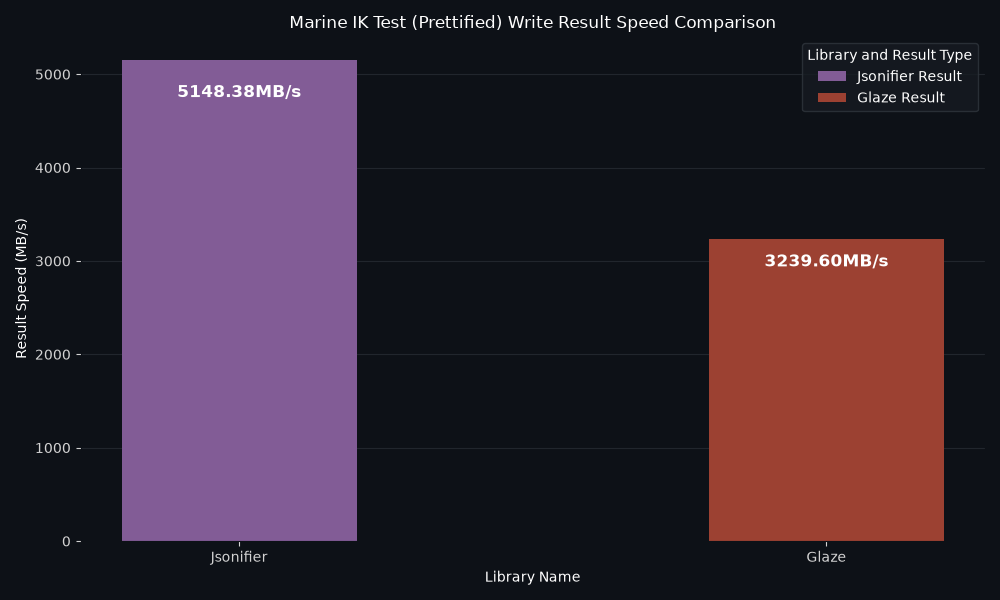 Marine IK Test (Prettified) Write Result Speed Comparison
Library and Result Type
Jsonifier Result
Glaze Result
5148.38MB/s
3239.60MB/s
Result Speed (MB/s)
5000
4000
3000
2000
1000
0
Jsonifier
Glaze
Library Name